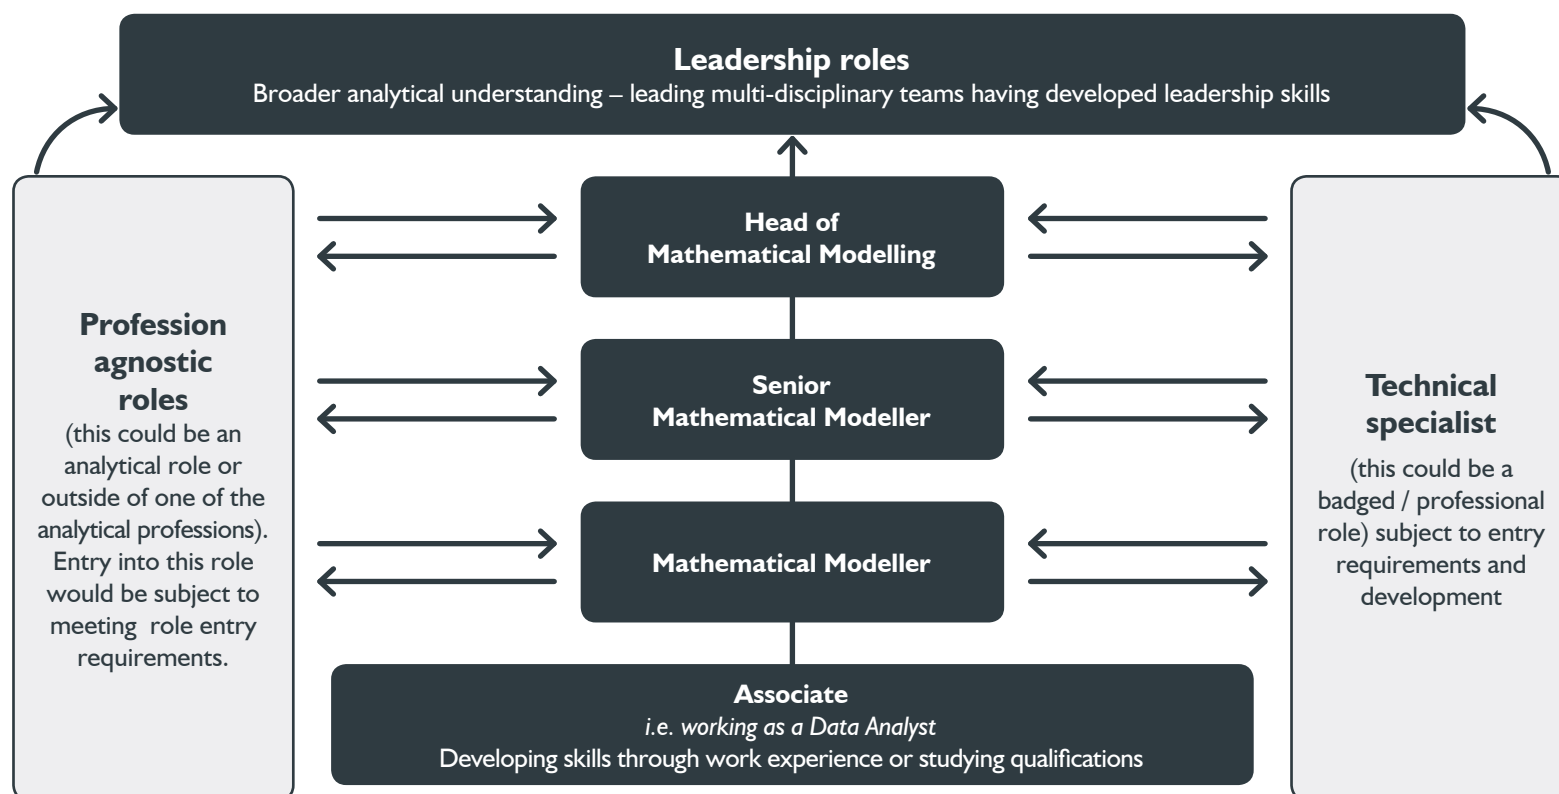 Leadership roles
Broader analytical understanding – leading multi-disciplinary teams having developed leadership skills
Profession
agnostic
roles
(this could be an
analytical role or
outside of one of the
analytical professions).
Entry into this role
would be subject to
meeting  role entry
requirements.
Head of
Mathematical Modelling
Senior
Mathematical Modeller
Mathematical Modeller
Associate
i.e. working as a Data Analyst
Developing skills through work experience or studying qualifications
Technical
specialist
(this could be a
badged / professional
role) subject to entry
requirements and
development